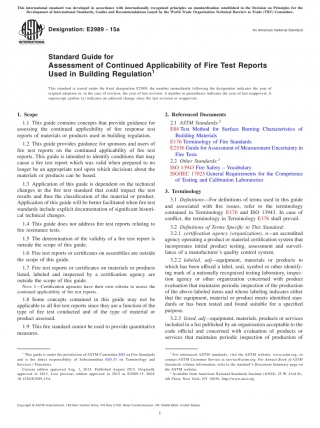 This international standard was developed in accordance with internationally recognized principles on standardization established in the Decision on Principles for the
Development of International Standards, Guides and Recommendations issued by the World Trade Organization Technical Barriers to Trade (TBT) Committee.
Designation: E2989 − 15a
An American National Standard
Standard Guide for
Assessment of Continued Applicability of Fire Test Reports
Used in Building Regulation1
This standard is issued under the fixed designation E2989; the number immediately following the designation indicates the year of
original adoption or, in the case of revision, the year of last revision. A number in parentheses indicates the year of last reapproval. A
superscript epsilon (ε) indicates an editorial change since the last revision or reapproval.
1. Scope
1.1 This guide contains concepts that provide guidance for
assessing the continued applicability of fire response test
reports of materials or products used in building regulation.
1.2 This guide provides guidance for sponsors and users of
fire test reports on the continued applicability of fire test
reports. This guide is intended to identify conditions that may
cause a fire test report which was valid when prepared to no
longer be an appropriate tool upon which decisions about the
materials or products can be based.
1.3 Application of this guide is dependent on the technical
changes in the fire test standard that could impact the test
results and thus the classification of the material or product.
Application of this guide will be better facilitated when fire test
standards include explicit documentation of significant histori-
cal technical changes.
1.4 This guide does not address fire test reports relating to
fire resistance tests.
1.5 The determination of the validity of a fire test report is
outside the scope of this guide.
1.6 Fire test reports or certificates on assemblies are outside
the scope of this guide.
1.7 Fire test reports or certificates on materials or products
listed, labeled and inspected by a certification agency are
outside the scope of this guide.
NOTE 1—Certification agencies have their own criteria to assess the
continued applicability of fire test reports.
1.8 Some concepts contained in this guide may not be
applicable to all fire test reports since they are a function of the
type of fire test conducted and of the type of material or
product assessed.
1.9 This fire standard cannot be used to provide quantitative
measures.
2. Referenced Documents
2.1 ASTM Standards:2
E84 Test Method for Surface Burning Characteristics of
Building Materials
E176 Terminology of Fire Standards
E2536 Guide for Assessment of Measurement Uncertainty in
Fire Tests
2.2 Other Standards:3
ISO 13943 Fire Safety – Vocabulary
ISO/IEC 17025 General Requirements for the Competence
of Testing and Calibration Laboratories
3. Terminology
3.1 Definitions—For definitions of terms used in this guide
and associated with fire issues, refer to the terminology
contained in Terminology E176 and ISO 13943. In case of
conflict, the terminology in Terminology E176 shall prevail.
3.2 Definitions of Terms Specific to This Standard:
3.2.1 certification agency (organization), n—an accredited
agency operating a product or material certification system that
incorporates initial product testing, assessment and surveil-
lance of a manufacturer's quality control system.
3.2.2 labeled, adj—equipment, materials or products to
which has been affixed a label, seal, symbol or other identify-
ing mark of a nationally recognized testing laboratory, inspec-
tion agency or other organization concerned with product
evaluation that maintains periodic inspection of the production
of the above-labeled items and whose labeling indicates either
that the equipment, material or product meets identified stan-
dards or has been tested and found suitable for a specified
purpose.
3.2.3 listed, adj—equipment, materials, products or services
included in a list published by an organization acceptable to the
code official and concerned with evaluation of products or
services that maintains periodic inspection of production of
1 This guide is under the jurisdiction of ASTM Committee E05 on Fire Standards
and is the direct responsibility of Subcommittee E05.31 on Terminology and
Services / Functions.
Current edition approved Aug. 1, 2015. Published August 2015. Originally
approved in 2015. Last previous edition approved in 2015 as E2989-15. DOI:
10.1520/E2989-15A.
2 For referenced ASTM standards, visit the ASTM website, www.astm.org, or
contact ASTM Customer Service at service@astm.org. For Annual Book of ASTM
Standards volume information, refer to the standard's Document Summary page on
the ASTM website.
3 Available from American National Standards Institute (ANSI), 25 W. 43rd St.,
4th Floor, New York, NY 10036, http://www.ansi.org.
Copyright © ASTM International, 100 Barr Harbor Drive, PO Box C700, West Conshohocken, PA 19428-2959. United States
1